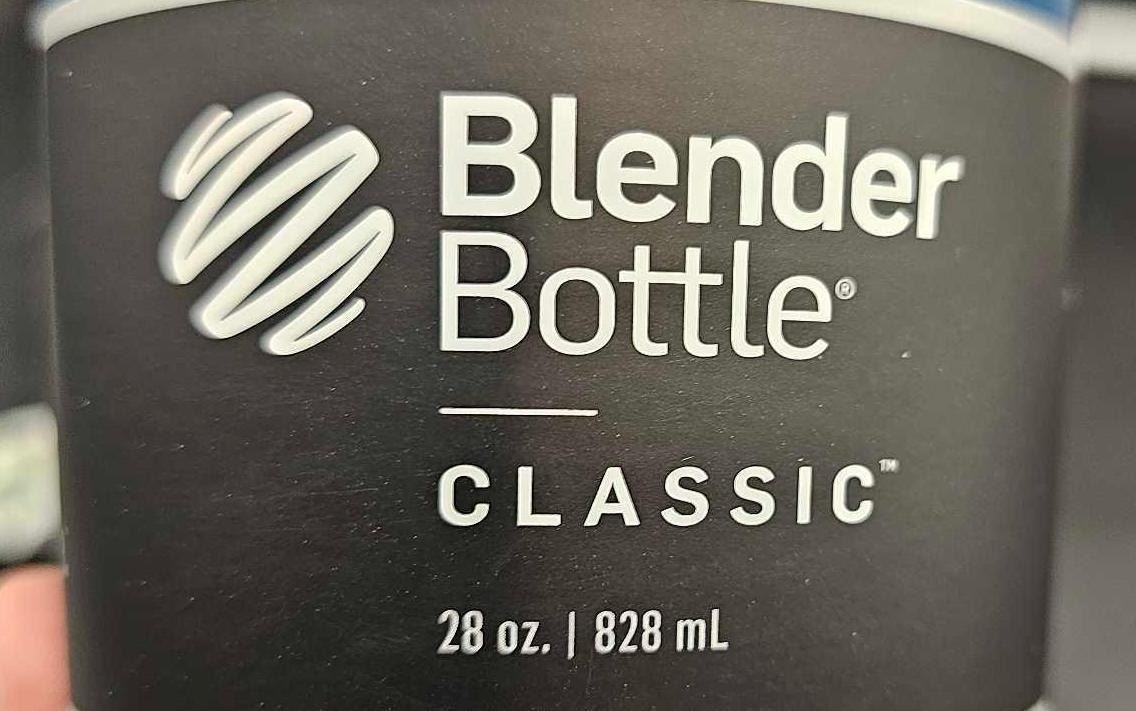 Blender
Bottle®
CLASSIC™
28 oz. | 828 mL